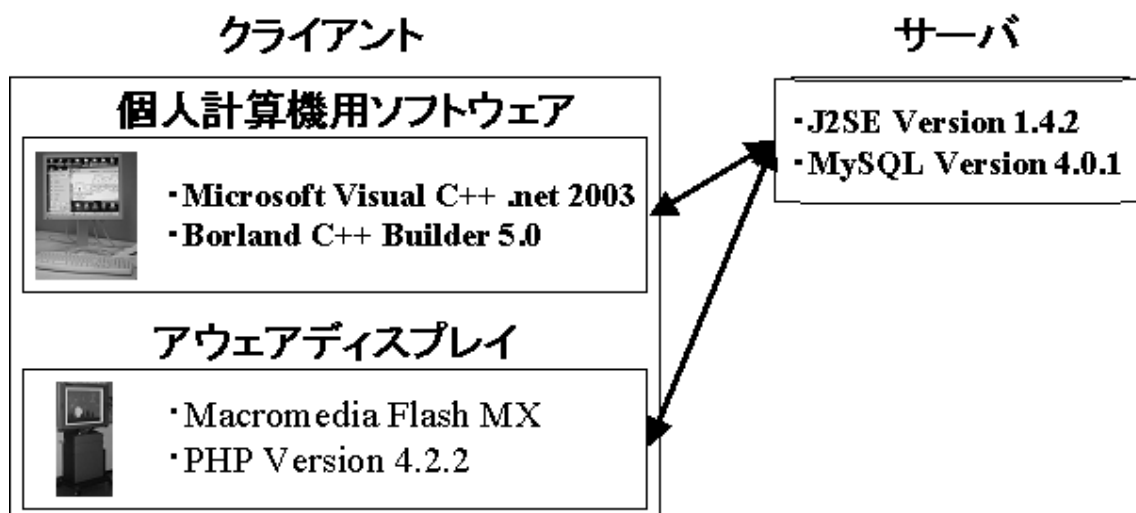 クライアント
個人計算機用ソフトウェア
・Microsoft Visual C++ .net 2003
・Borland C++ Builder 5.0
アウェアディスプレイ
・Macromedia Flash MX
・PHP Version 4.2.2
サーバ
・J2SE Version 1.4.2
・MySQL Version 4.0.1